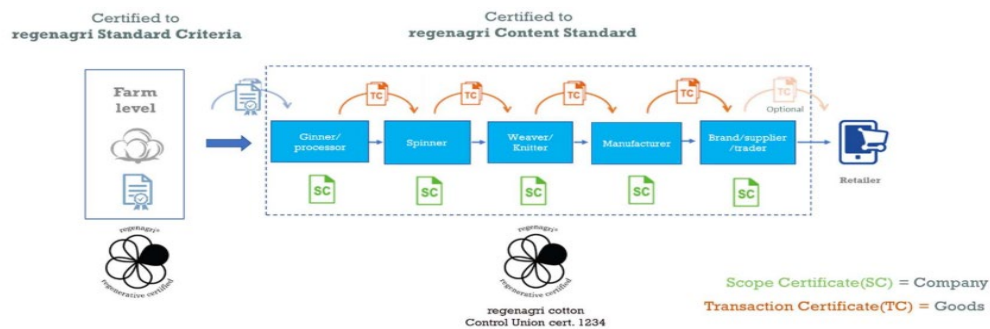 Certified to
regenagri Standard Criteria
Certified to
regenagri Content Standard
Farm
level
TC
TC
TC
TC
TC
Optional
Ginner/
processor
Spinner
Weaver/
Knitter
Manufacturer
Brand/supplier
/trader
Retailer
SC
SC
SC
SC
SC
regenagri®
regenerative certified
regenagri®
regenerative certified
regenagri cotton
Control Union cert. 1234
Scope Certificate(SC) = Company
Transaction Certificate(TC) = Goods